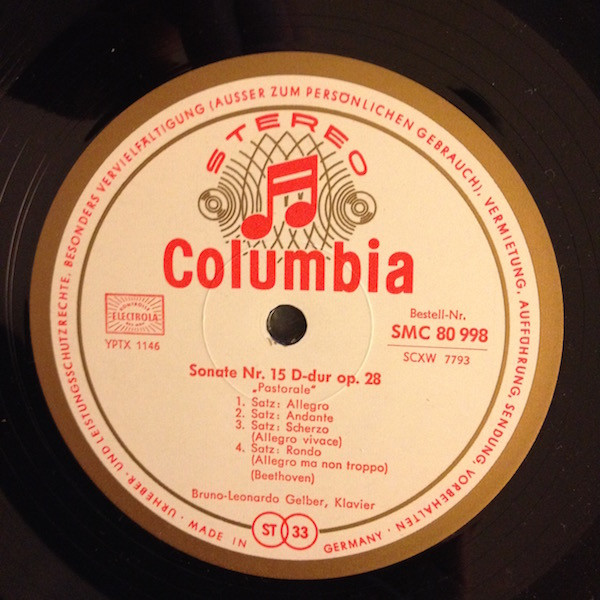 URHEBER- UND LEISTUNGSSCHUTZRECHTE, BESONDERS VERVIELFÄLTIGUNG (AUSSER ZUM PERSÖNLICHEN GEBRAUCH), VERMIETUNG, AUFFÜHRUNG, SENDUNG, VORBEHALTEN ·
STEREO
Columbia
ELECTROLA
YPTX 1146
Bestell-Nr.
SMC 80 998
SCXW 7793
Sonate Nr. 15 D-dur op. 28
„Pastorale"
1. Satz: Allegro
2. Satz: Andante
3. Satz: Scherzo
(Allegro vivace)
4. Satz: Rondo
(Allegro ma non troppo)
(Beethoven)
Bruno-Leonardo Gelber, Klavier
ST 33
MADE IN GERMANY ·